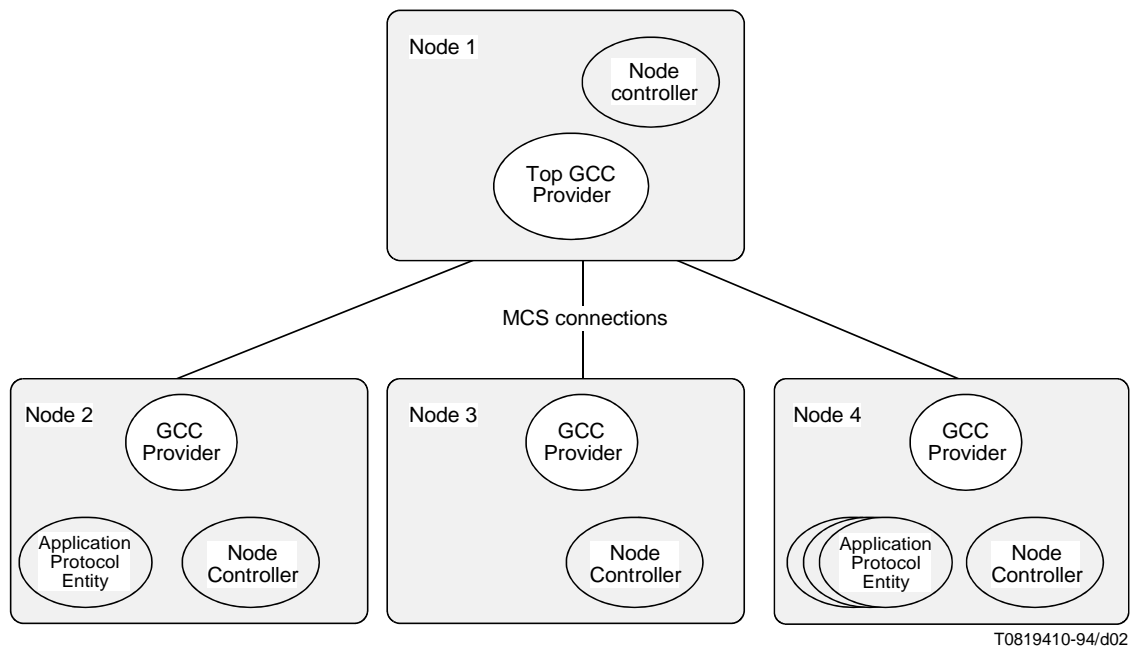 Node 1
Node
controller
Top GCC
Provider
MCS connections
Node 2
GCC
Provider
Application
Protocol
Entity
Node
Controller
Node 3
GCC
Provider
Node
Controller
Node 4
GCC
Provider
Application
Protocol
Entity
Node
Controller
T0819410-94/d02